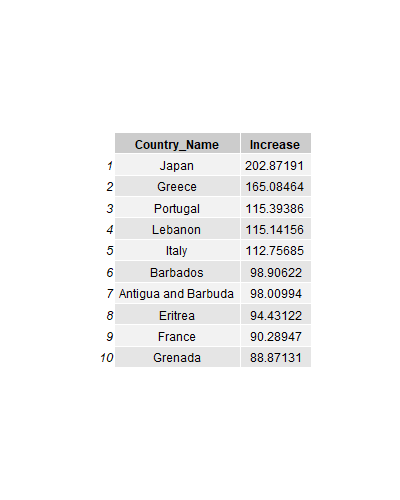 Country_Name Increase
1 Japan 202.87191
2 Greece 165.08464
3 Portugal 115.39386
4 Lebanon 115.14156
5 Italy 112.75685
6 Barbados 98.90622
7 Antigua and Barbuda 98.00994
8 Eritrea 94.43122
9 France 90.28947
10 Grenada 88.87131